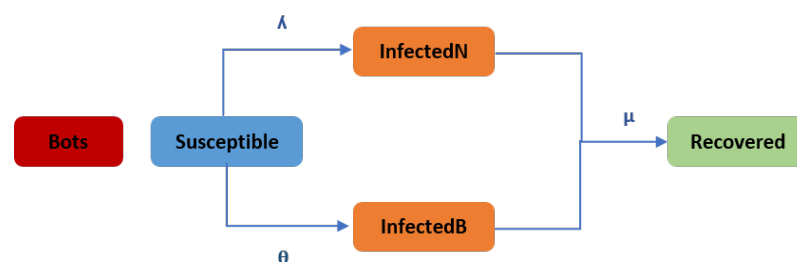 ʎ
InfectedN
μ
Bots
Susceptible
Recovered
InfectedB
θ